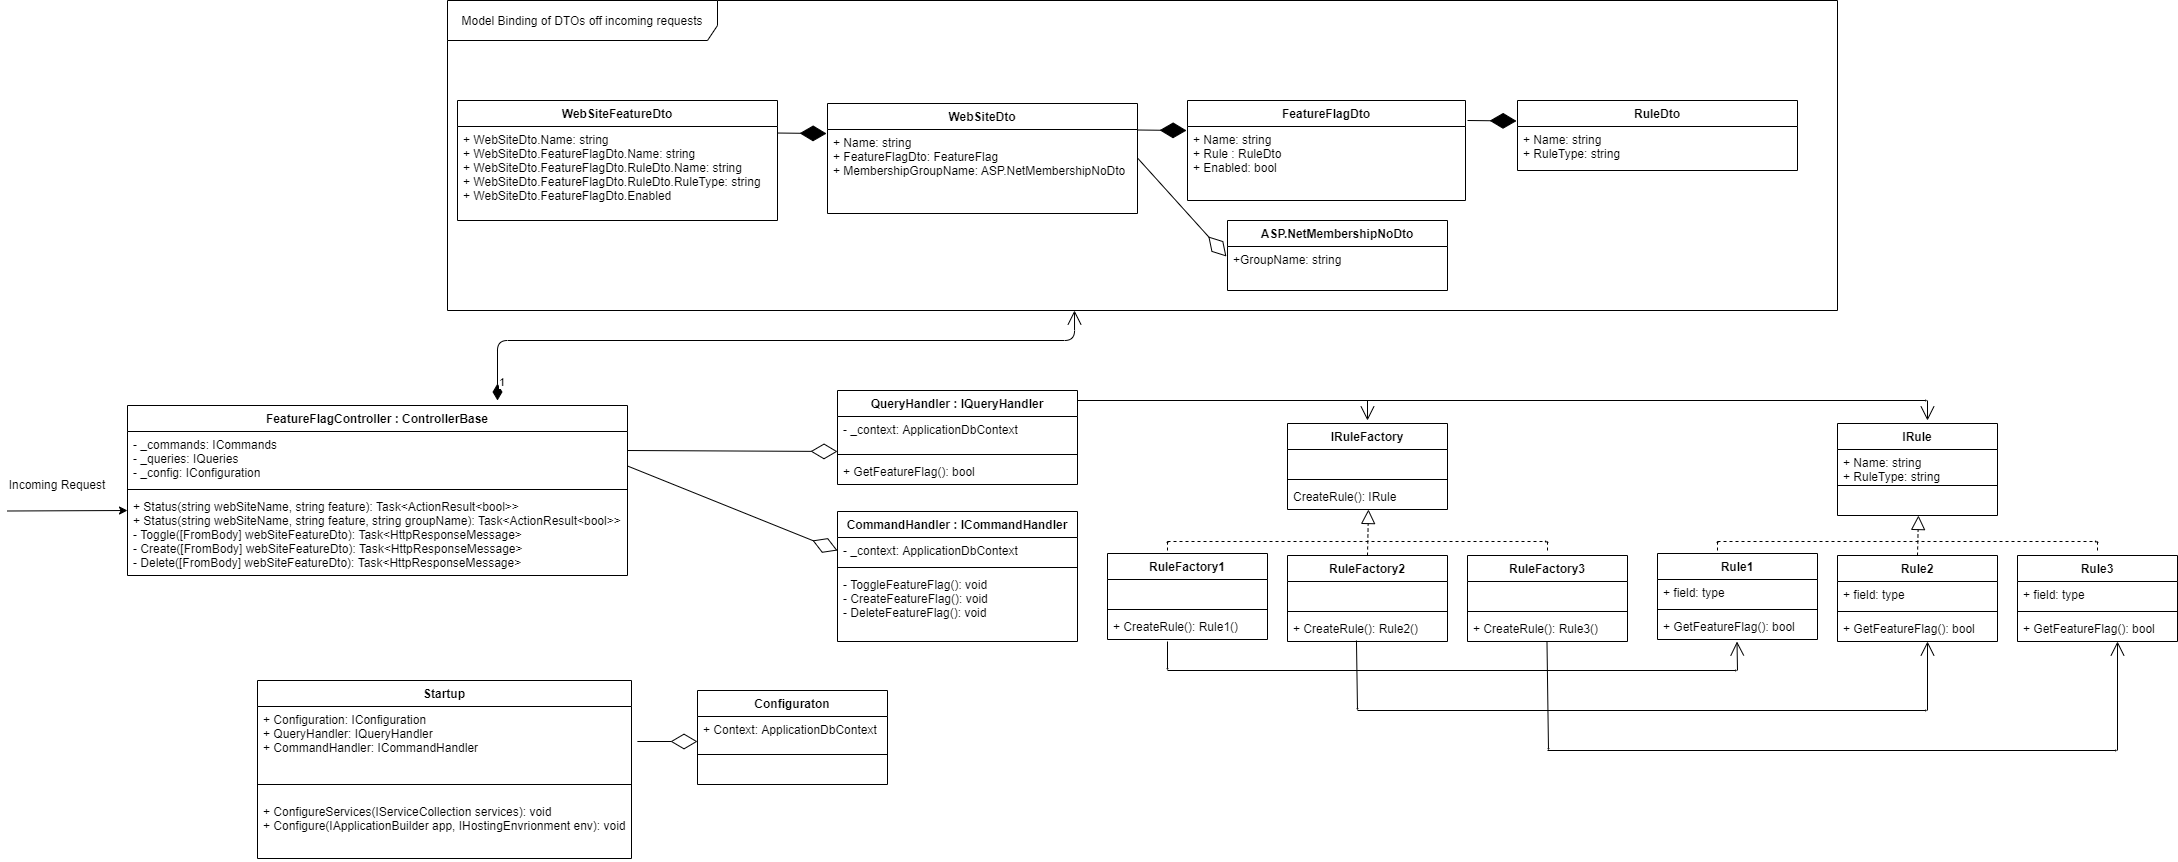 Model Binding of DTOs off incoming requests
WebSiteFeatureDto
+ WebSiteDto.Name: string
+ WebSiteDto.FeatureFlagDto.Name: string
+ WebSiteDto.FeatureFlagDto.RuleDto.Name: string
+ WebSiteDto.FeatureFlagDto.RuleDto.RuleType: string
+ WebSiteDto.FeatureFlagDto.Enabled
WebSiteDto
+ Name: string
+ FeatureFlagDto: FeatureFlag
+ MembershipGroupName: ASP.NetMembershipNoDto
FeatureFlagDto
+ Name: string
+ Rule : RuleDto
+ Enabled: bool
RuleDto
+ Name: string
+ RuleType: string
ASP.NetMembershipNoDto
+GroupName: string
1
Incoming Request
FeatureFlagController : ControllerBase
- _commands: ICommands
- _queries: IQueries
- _config: IConfiguration
+ Status(string webSiteName, string feature): Task<ActionResult<bool>>
+ Status(string webSiteName, string feature, string groupName): Task<ActionResult<bool>>
- Toggle([FromBody] webSiteFeatureDto): Task<HttpResponseMessage>
- Create([FromBody] webSiteFeatureDto): Task<HttpResponseMessage>
- Delete([FromBody] webSiteFeatureDto): Task<HttpResponseMessage>
QueryHandler : IQueryHandler
- _context: ApplicationDbContext
+ GetFeatureFlag(): bool
CommandHandler : ICommandHandler
- _context: ApplicationDbContext
- ToggleFeatureFlag(): void
- CreateFeatureFlag(): void
- DeleteFeatureFlag(): void
IRuleFactory
CreateRule(): IRule
IRule
+ Name: string
+ RuleType: string
RuleFactory1
+ CreateRule(): Rule1()
RuleFactory2
+ CreateRule(): Rule2()
RuleFactory3
+ CreateRule(): Rule3()
Rule1
+ field: type
+ GetFeatureFlag(): bool
Rule2
+ field: type
+ GetFeatureFlag(): bool
Rule3
+ field: type
+ GetFeatureFlag(): bool
Startup
+ Configuration: IConfiguration
+ QueryHandler: IQueryHandler
+ CommandHandler: ICommandHandler
+ ConfigureServices(IServiceCollection services): void
+ Configure(IApplicationBuilder app, IHostingEnvrionment env): void
Configuraton
+ Context: ApplicationDbContext